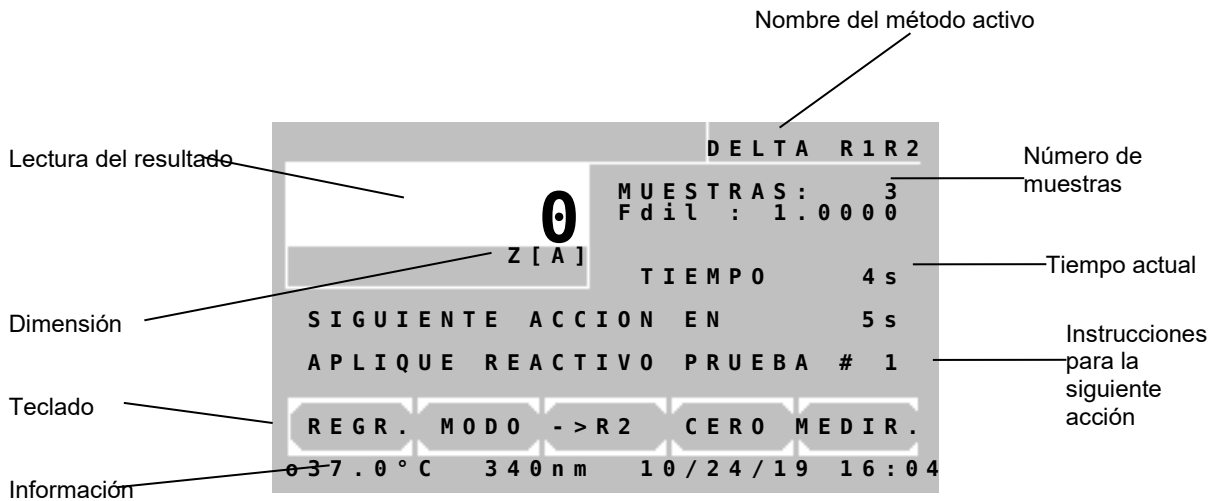 Nombre del método activo
DELTA R1R2
Lectura del resultado
Número de
muestras
MUESTRAS: 3
0
Fdil : 1.0000
Z[A]
TIEMPO 4s
Tiempo actual
Dimensión
SIGUIENTE ACCION EN 5s
Instrucciones
para la
siguiente
acción
APLIQUE REACTIVO PRUEBA # 1
Teclado
REGR. MODO ->R2 CERO MEDIR.
o37.0°C 340nm 10/24/19 16:04
Información